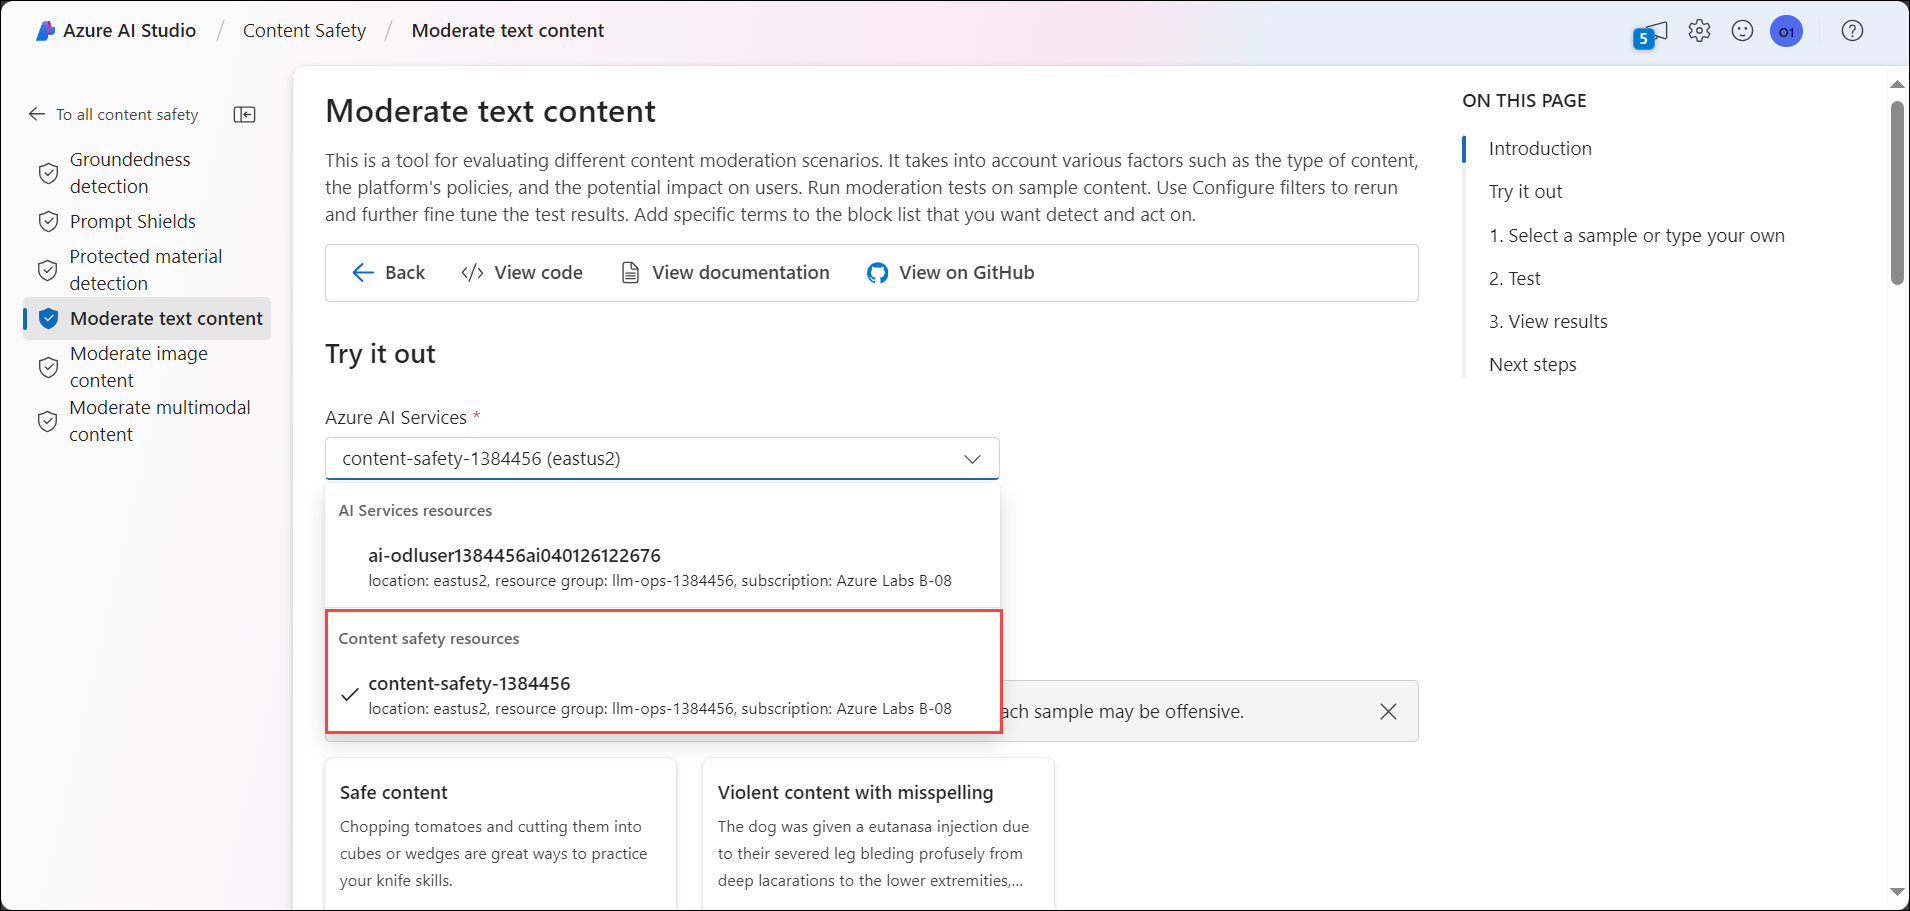 Azure AI Studio / Content Safety / Moderate text content
5
O1
To all content safety
Groundedness
detection
Prompt Shields
Protected material
detection
Moderate text content
Moderate image
content
Moderate multimodal
content
Moderate text content
This is a tool for evaluating different content moderation scenarios. It takes into account various factors such as the type of content,
the platform's policies, and the potential impact on users. Run moderation tests on sample content. Use Configure filters to rerun
and further fine tune the test results. Add specific terms to the block list that you want detect and act on.
Back
View code
View documentation
View on GitHub
Try it out
Azure AI Services *
content-safety-1384456 (eastus2)
AI Services resources
ai-odluser1384456ai040126122676
location: eastus2, resource group: llm-ops-1384456, subscription: Azure Labs B-08
Content safety resources
content-safety-1384456
location: eastus2, resource group: llm-ops-1384456, subscription: Azure Labs B-08
ach sample may be offensive.
Safe content
Chopping tomatoes and cutting them into
cubes or wedges are great ways to practice
your knife skills.
Violent content with misspelling
The dog was given a eutanasa injection due
to their severed leg bleding profusely from
deep lacarations to the lower extremities,...
ON THIS PAGE
Introduction
Try it out
1. Select a sample or type your own
2. Test
3. View results
Next steps